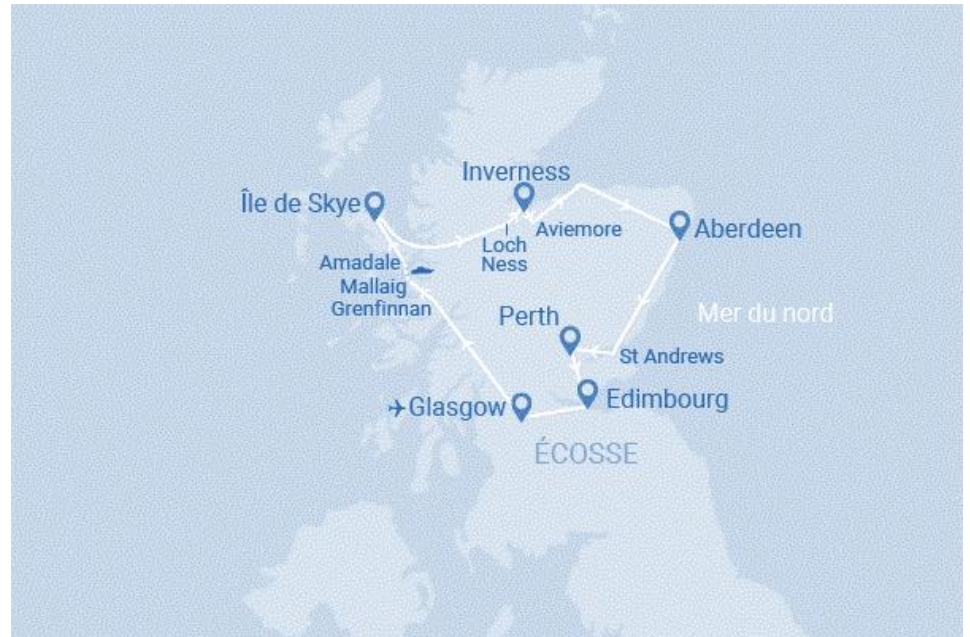 Inverness
Île de Skye
Loch
Ness
Aviemore
Aberdeen
Amadale
Mallaig
Grenfinnan
Perth
Mer du nord
St Andrews
Glasgow
Edimbourg
ÉCOSSE